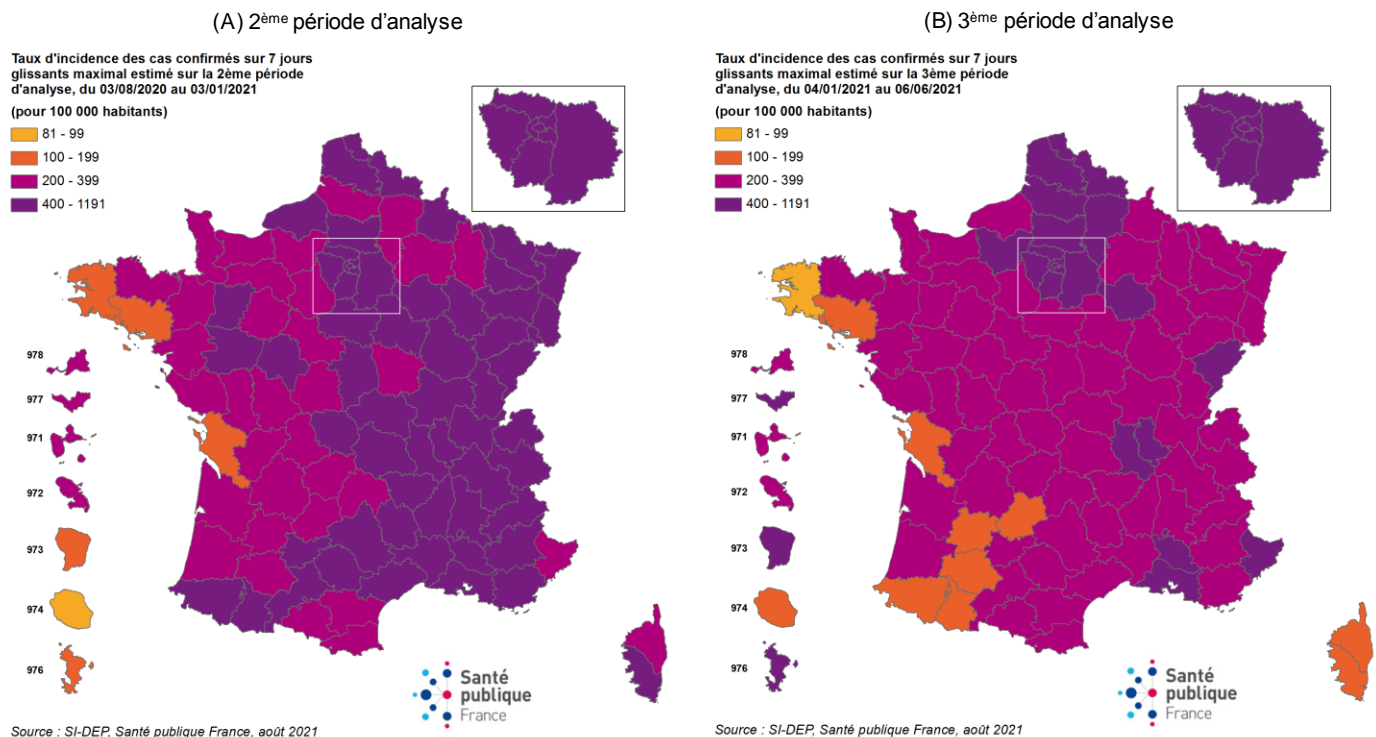 (A) 2ème période d'analyse
Taux d'incidence des cas confirmés sur 7 jours
glissants maximal estimé sur la 2ème période
d'analyse, du 03/08/2020 au 03/01/2021
(pour 100 000 habitants)
81 - 99
100 - 199
200 - 399
400 - 1191
978
977
971
972
973
974
976
Santé
publique
France
Source : SI-DEP, Santé publique France, août 2021
(B) 3ème période d'analyse
Taux d'incidence des cas confirmés sur 7 jours
glissants maximal estimé sur la 3ème période
d'analyse, du 04/01/2021 au 06/06/2021
(pour 100 000 habitants)
81 - 99
100 - 199
200 - 399
400 - 1191
978
977
971
972
973
974
976
Santé
publique
France
Source : SI-DEP, Santé publique France, août 2021